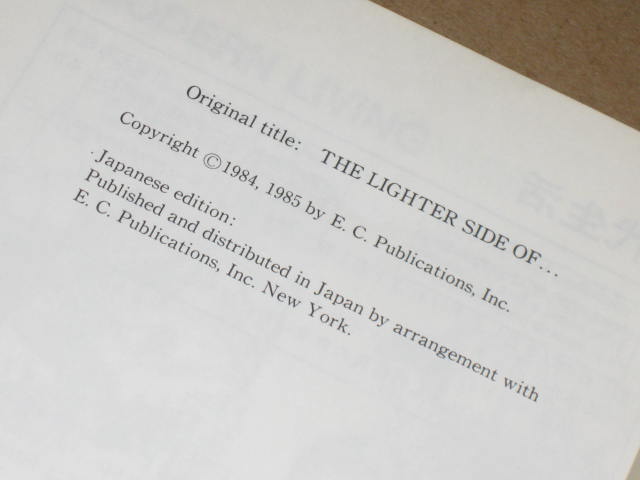 Original title: THE LIGHTER SIDE OF...
Copyright ©1984, 1985 by E. C. Publications, Inc.
Japanese edition:
Published and distributed in Japan by arrangement with
E. C. Publications, Inc. New York.